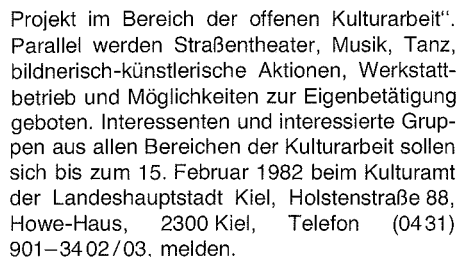 Projekt im Bereich der offenen Kulturarbeit“.
Parallel werden Straßentheater, Musik, Tanz,
bildnerisch-künstlerische Aktionen, Werkstatt-
betrieb und Möglichkeiten zur Eigenbetätigung
geboten. Interessenten und interessierte Grup-
pen aus allen Bereichen der Kulturarbeit sollen
sich bis zum 15. Februar 1982 beim Kulturamt
der Landeshauptstadt Kiel, Holstenstraße 88,
Howe-Haus, 2300 Kiel, Telefon (0431)
901–3402/03, melden.